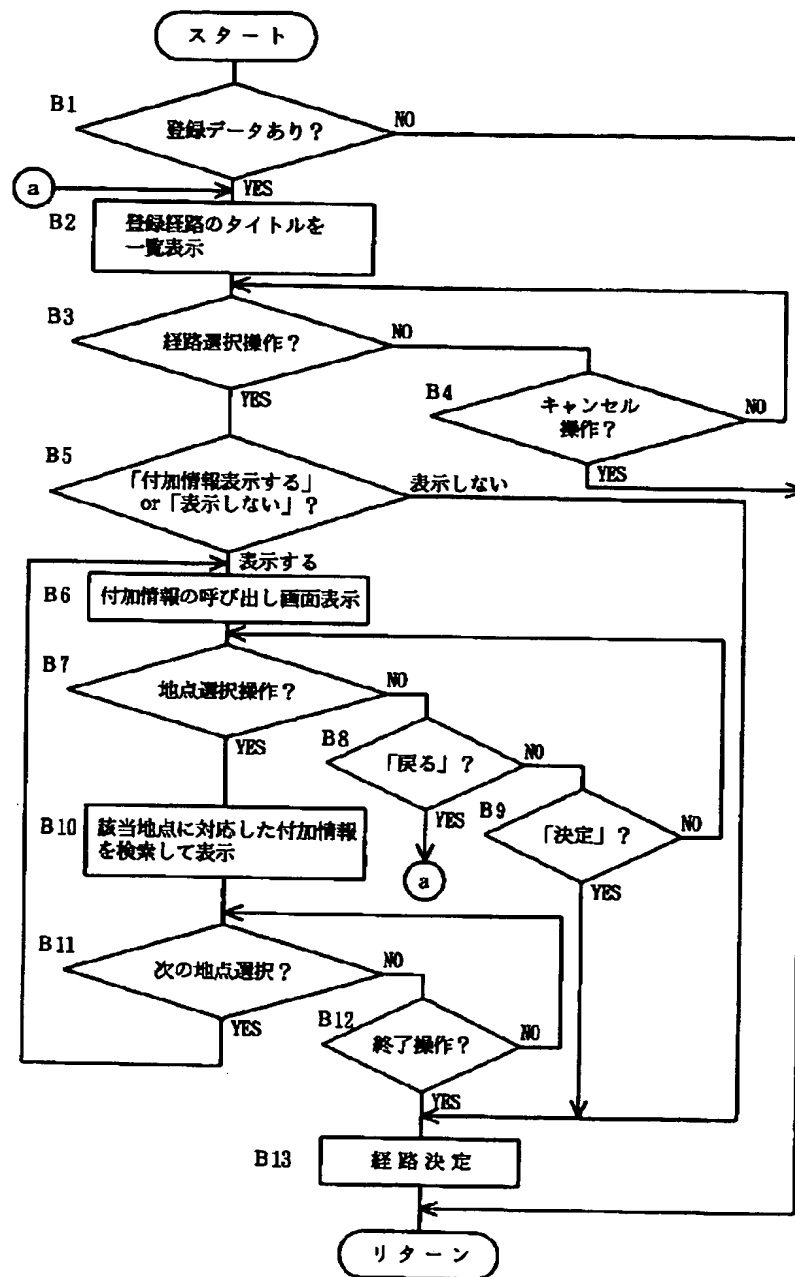 スタート
B1
登録データあり?
NO
YES
a
B2
登録経路のタイトルを
一覧表示
B3
経路選択操作?
NO
YES
B4
キャンセル
操作?
NO
YES
B5
「付加情報表示する」
or「表示しない」?
表示しない
表示する
B6
付加情報の呼び出し画面表示
B7
地点選択操作?
NO
YES
B8
「戻る」?
NO
YES
a
B9
「決定」?
NO
YES
B10
該当地点に対応した付加情報
を検索して表示
B11
次の地点選択?
NO
YES
B12
終了操作?
NO
YES
B13
経路決定
リターン